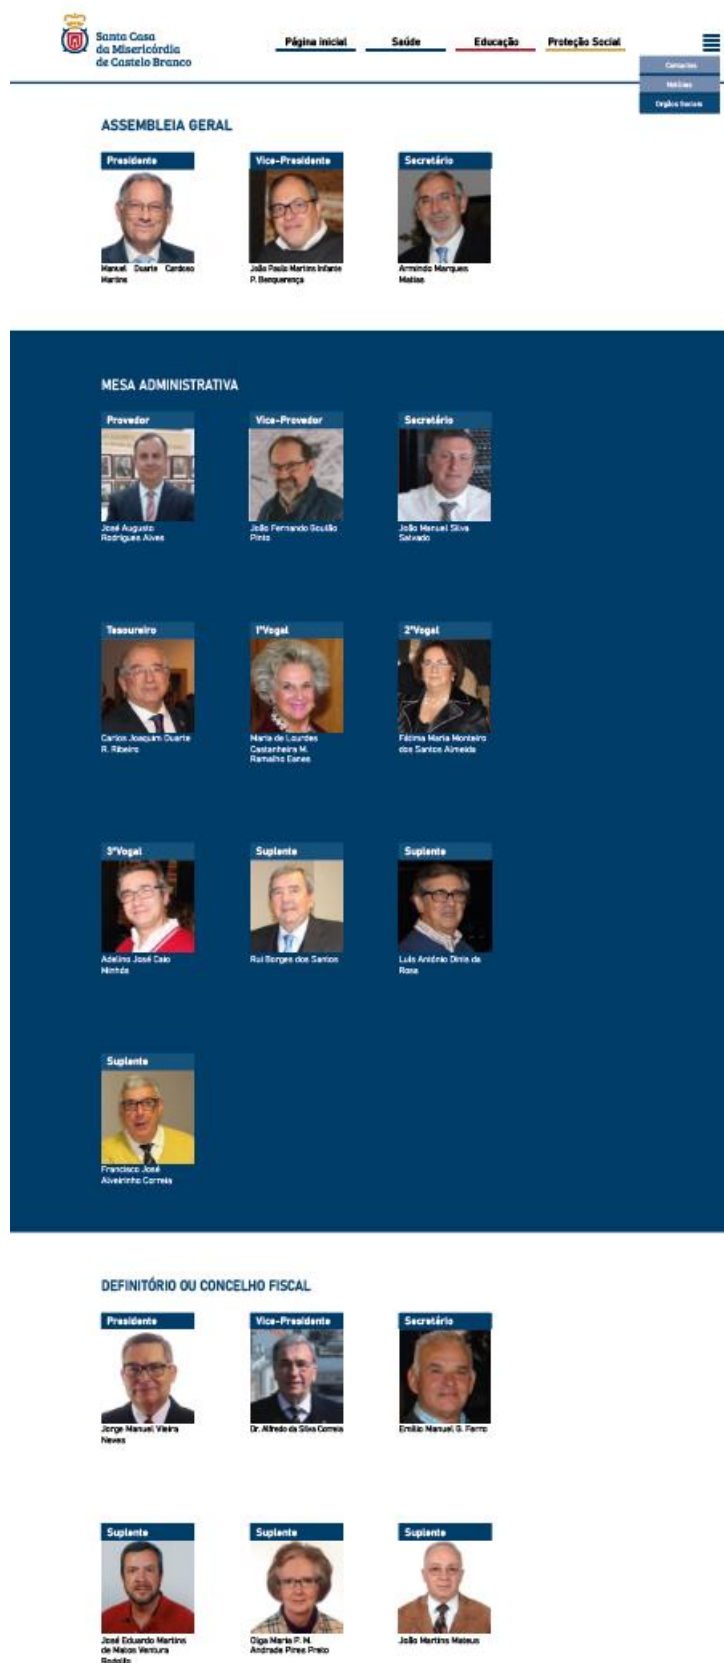 Santa Casa
da Misericórdia
de Castelo Branco
Página inicial
Saúde
Educação
Proteção Social
Contactos
Notícias
Orgãos Sociais
ASSEMBLEIA GERAL
Presidente
Vice-Presidente
Secretário
Manuel Duarte Cardoso
Martins
João Paulo Martins Infante
P. Benquerença
Armindo Marques
Matias
MESA ADMINISTRATIVA
Provedor
Vice-Provedor
Secretário
José Augusto
Rodrigues Alves
João Fernando Goulão
Pinto
João Manuel Silva
Salvado
Tesoureiro
1ºVogal
2ºVogal
Carlos Joaquim Duarte
R. Ribeiro
Maria de Lourdes
Castanheira M.
Ramalho Eanes
Fátima Maria Monteiro
dos Santos Almeida
3ºVogal
Suplente
Suplente
Adelino José Caio
Minhós
Rui Borges dos Santos
Luís António Dinis da
Rosa
Suplente
Francisco José
Alveirinho Correia
DEFINITÓRIO OU CONCELHO FISCAL
Presidente
Vice-Presidente
Secretário
Jorge Manuel Vieira
Neves
Dr. Alfredo da Silva Correia
Emílio Manuel G. Ferro
Suplente
Suplente
Suplente
José Eduardo Martins
de Matos Ventura
Rodolfo
Olga Maria P. M.
Andrade Pires Preto
João Martins Mateus